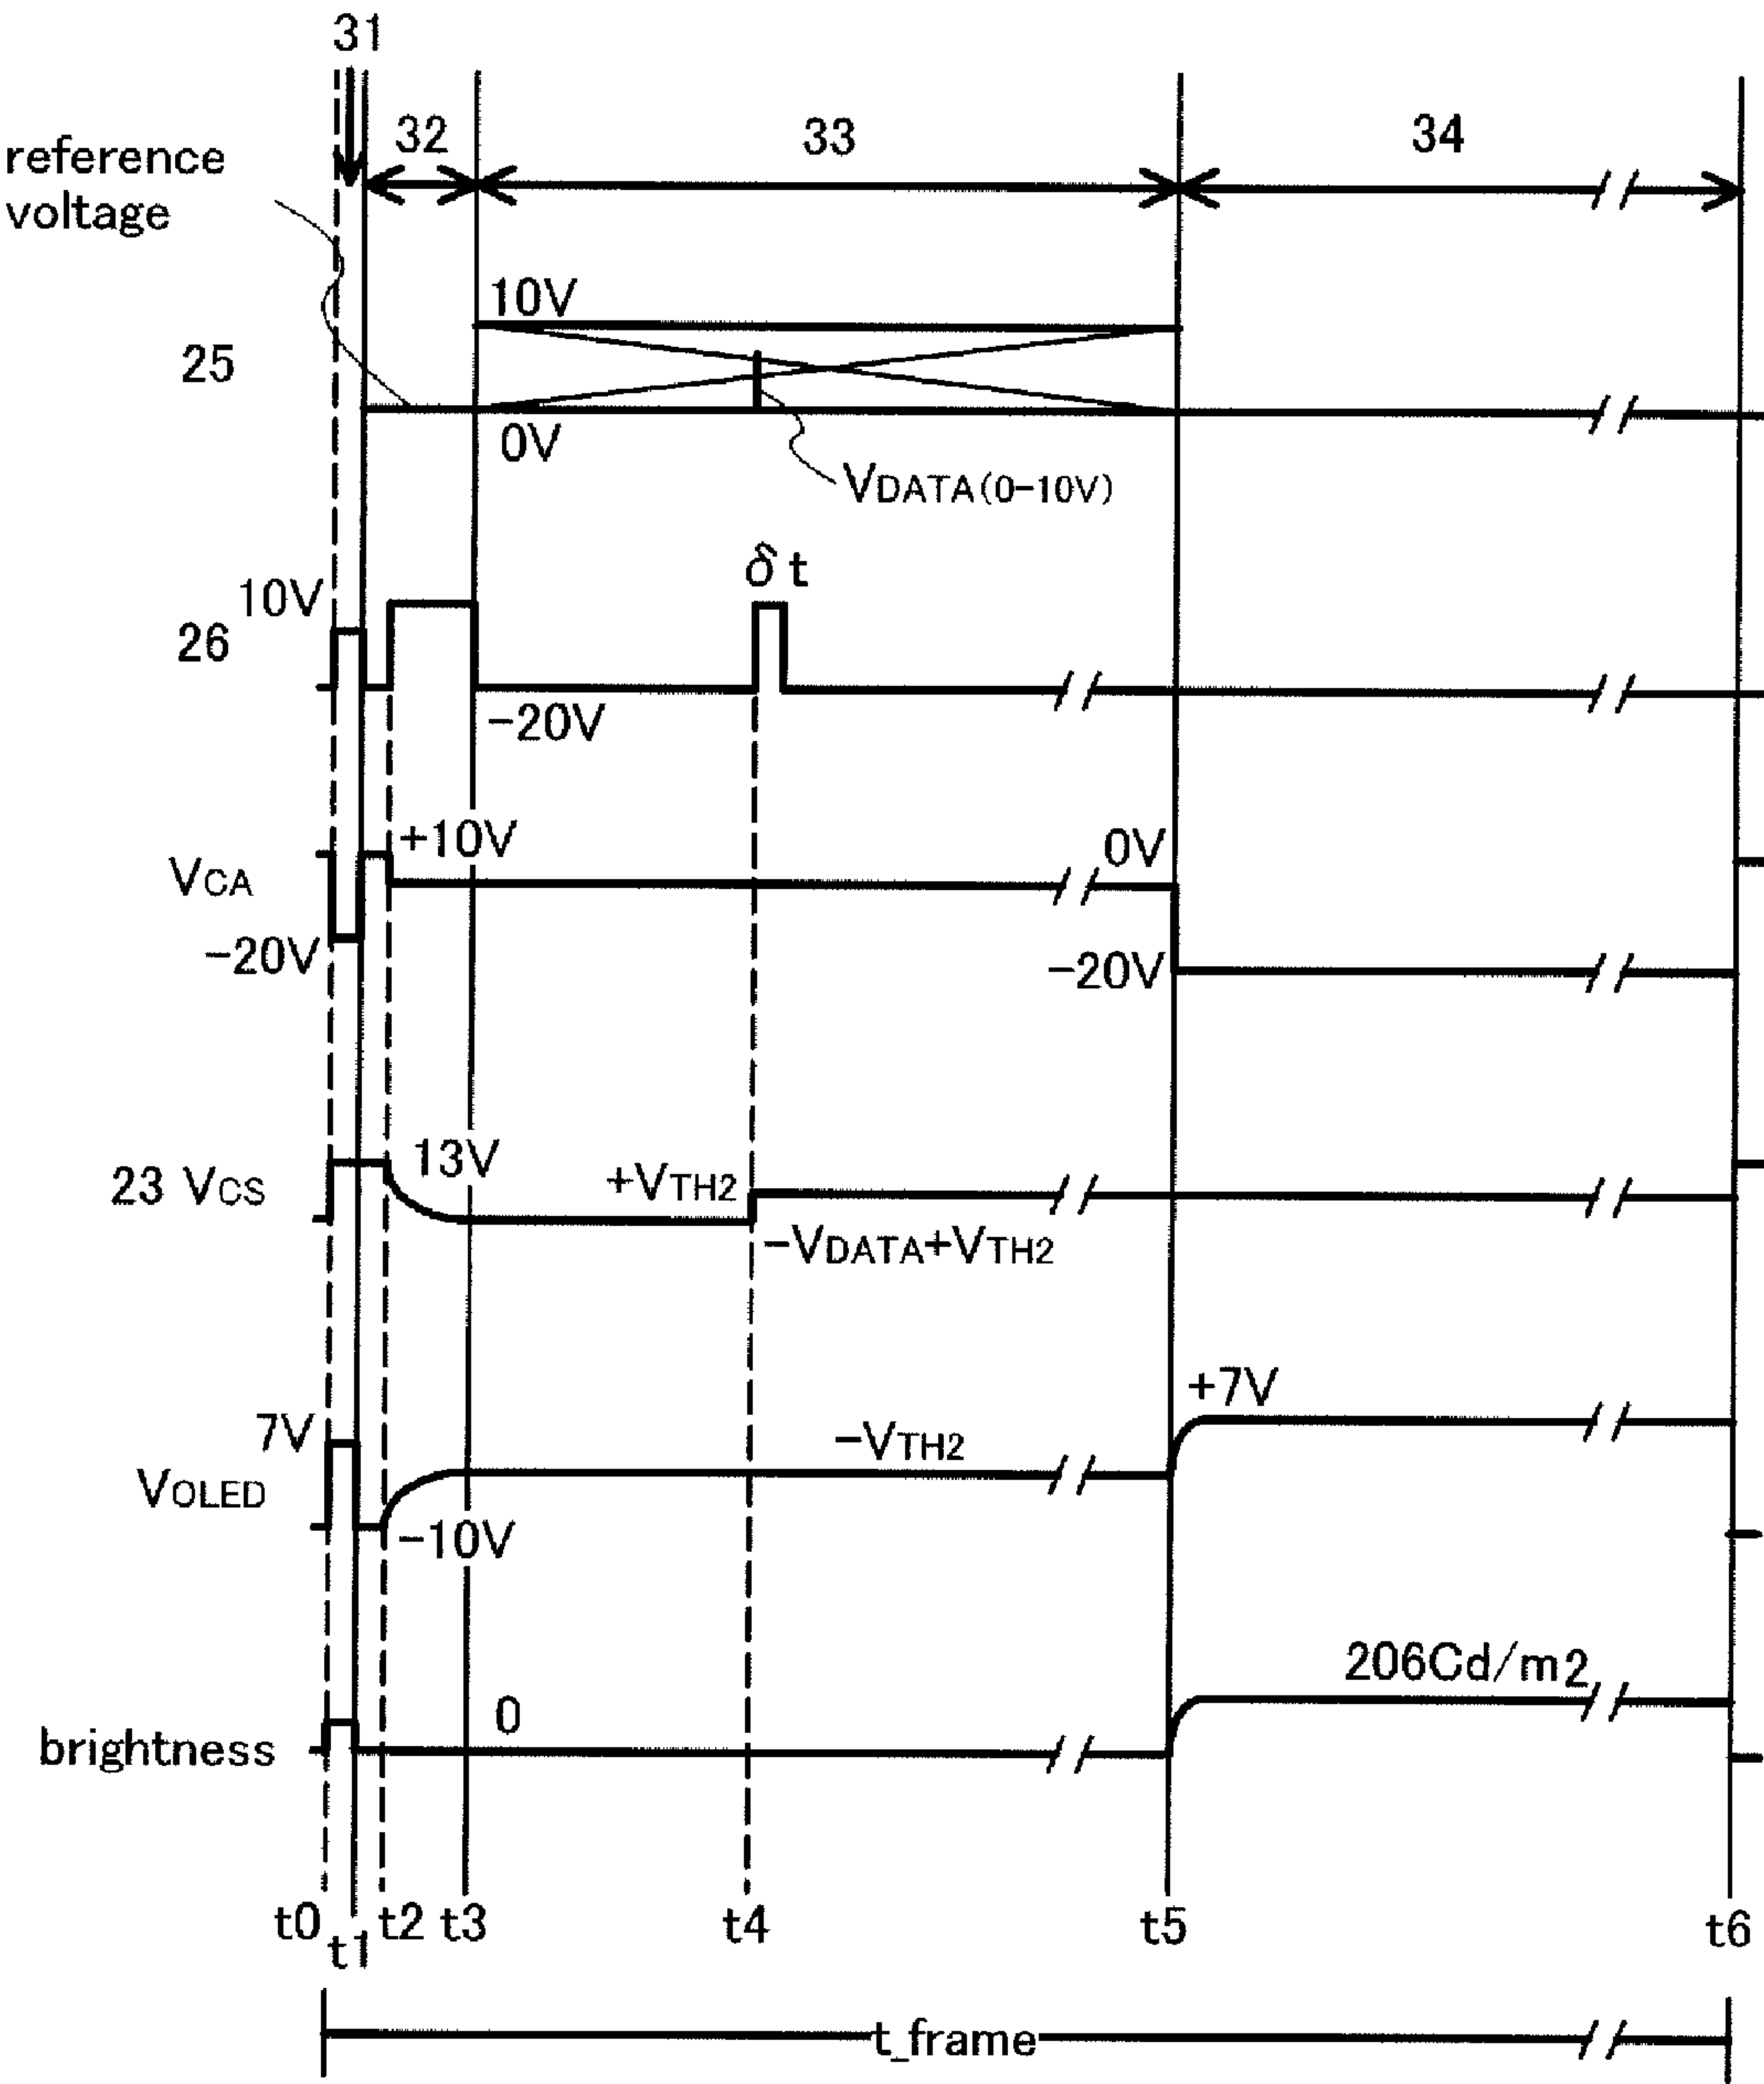 31
32
33
34
reference
voltage
10V
25
0V
VDATA(0-10V)
δt
10V
26
-20V
+10V
0V
VCA
-20V
-20V
13V
23 VCS
+VTH2
-VDATA+VTH2
+7V
7V
-VTH2
VOLED
-10V
206Cd/m2
0
brightness
t0
t1
t2
t3
t4
t5
t6
t_frame